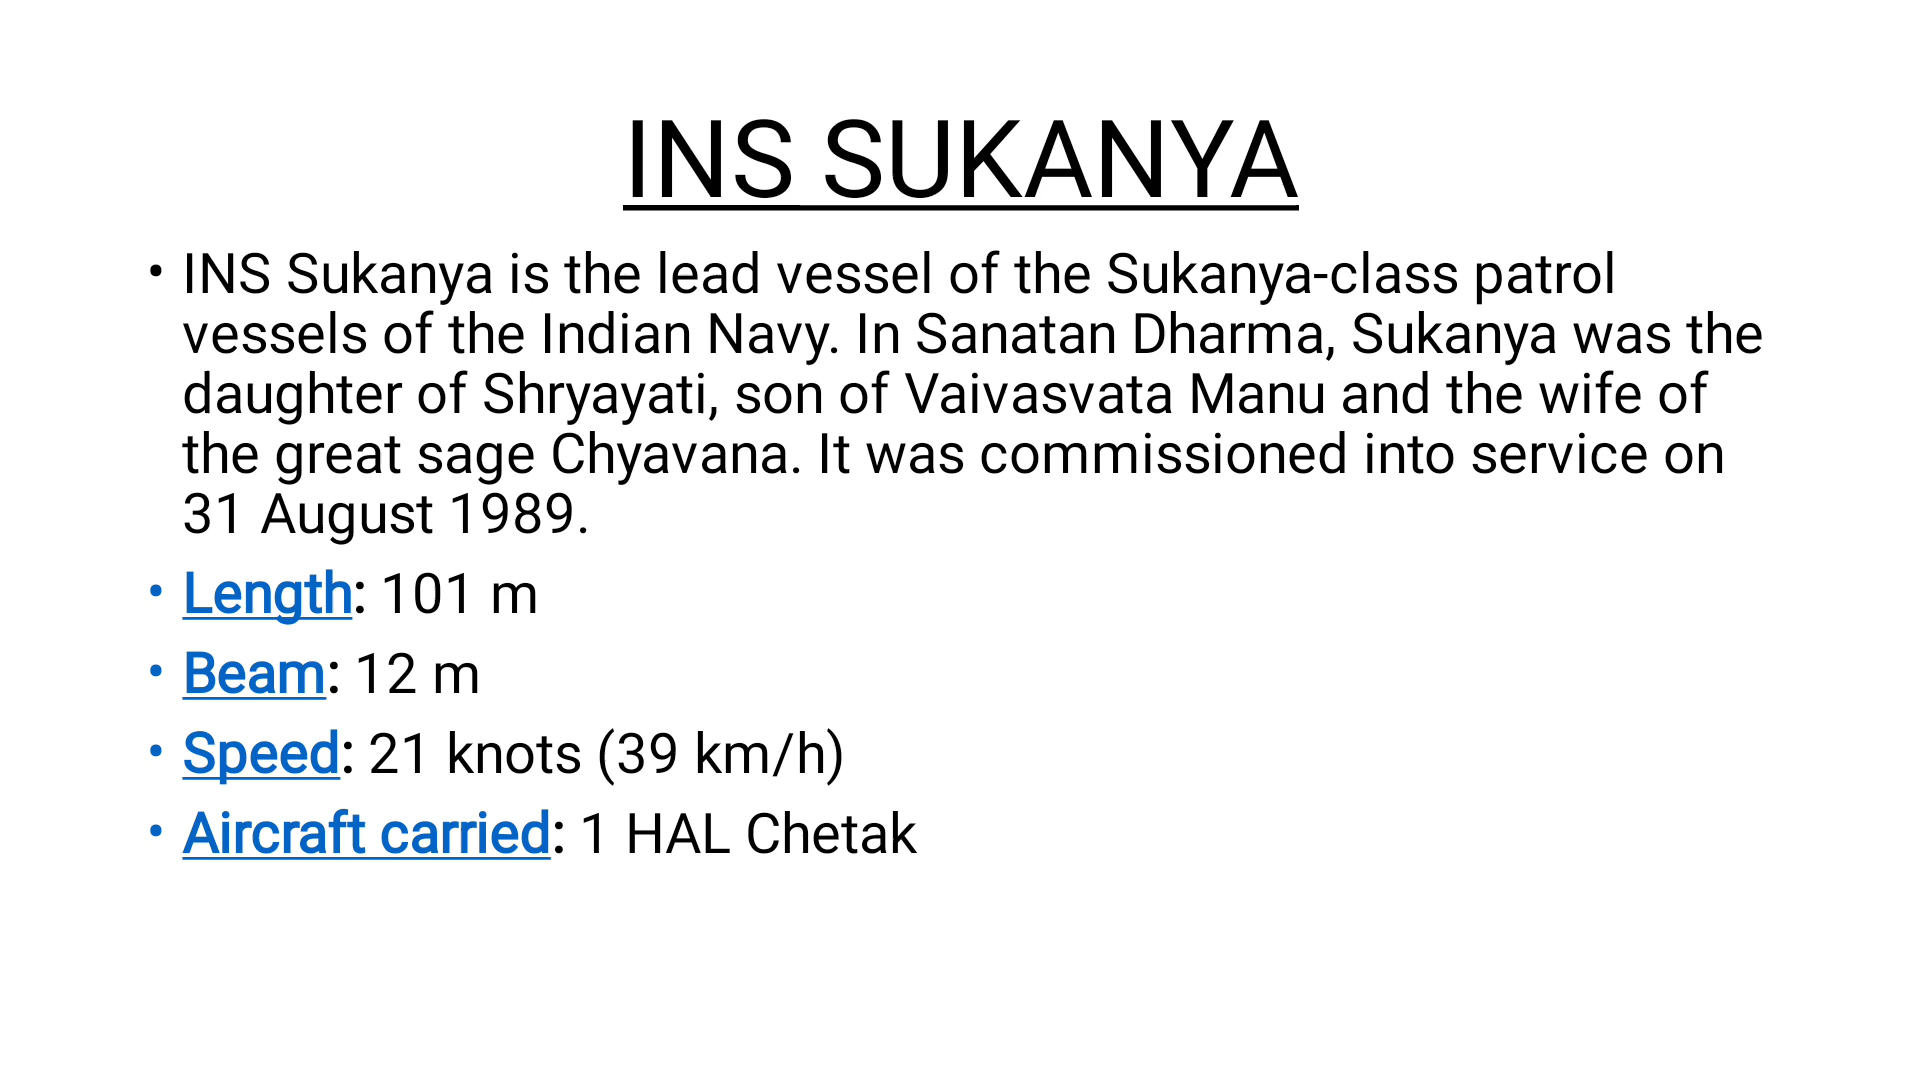 INS SUKANYA
• INS Sukanya is the lead vessel of the Sukanya-class patrol
vessels of the Indian Navy. In Sanatan Dharma, Sukanya was the
daughter of Shryayati, son of Vaivasvata Manu and the wife of
the great sage Chyavana. It was commissioned into service on
31 August 1989.
• Length: 101 m
• Beam: 12 m
• Speed: 21 knots (39 km/h)
• Aircraft carried: 1 HAL Chetak